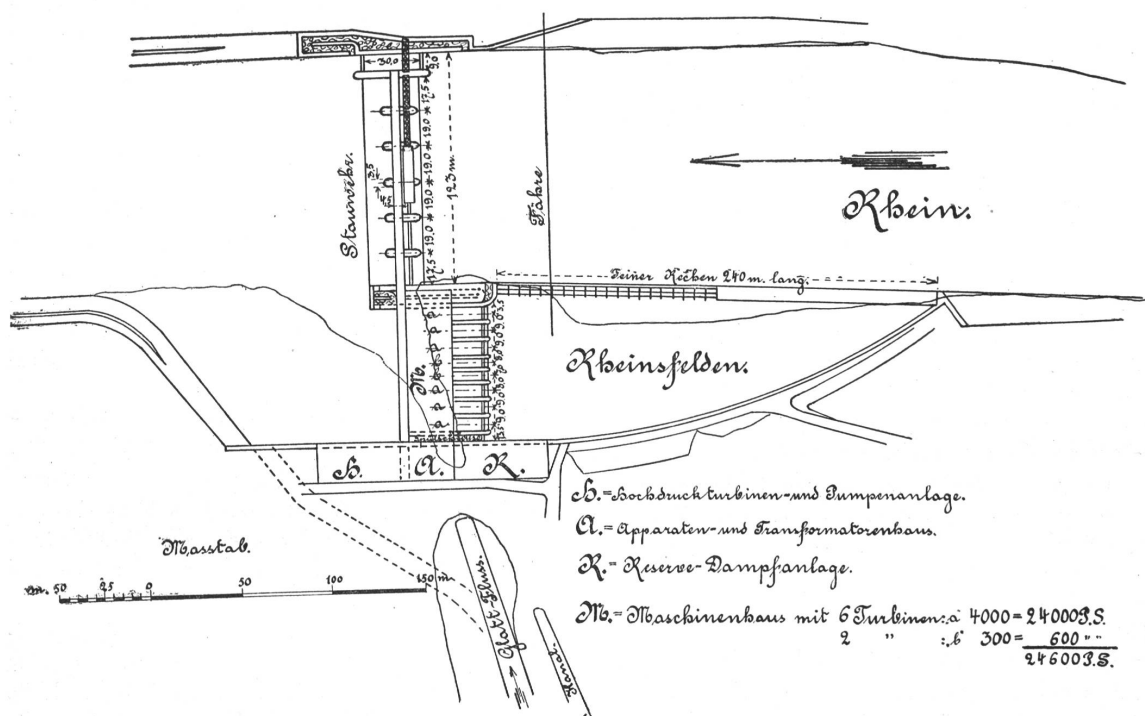 30,0
9,0
17,5 * 19,0 * 19,0 * 19,0 * 19,0 * 17,5
123 m.
Stauwehr.
Fähre
Rhein.
Feiner Rechen 240 m. lang.
Rheinsfelden.
M.
H.
A.
R.
Masstab.
m. 50 25 0 50 100 150 m
Glatt-Fluss.
Kanal.
H. = Hochdruckturbinen- und Pumpenanlage.
A. = Apparaten- und Transformatorenhaus.
R. = Reserve-Dampfanlage.
M. = Maschinenhaus mit 6 Turbinen: à 4000 = 24000 P.S.
2 " : à 300 = 600 " "
24600 P.S.